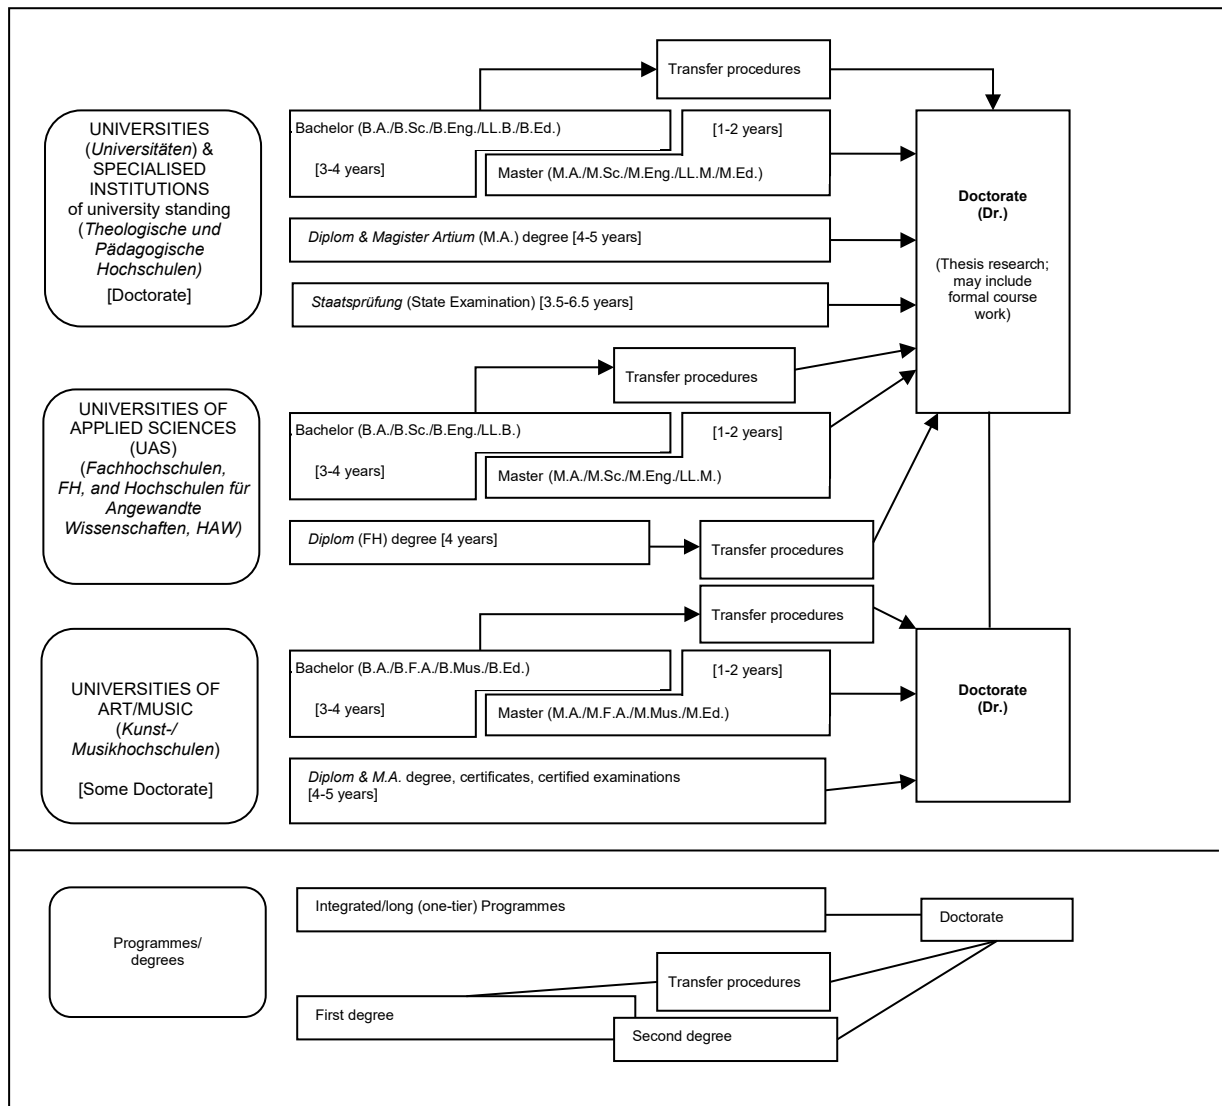 Transfer procedures
UNIVERSITIES
(Universitäten) &
SPECIALISED
INSTITUTIONS
of university standing
(Theologische und
Pädagogische
Hochschulen)
[Doctorate]
. Bachelor (B.A./B.Sc./B.Eng./LL.B./B.Ed.)
[3-4 years]
[1-2 years]
Master (M.A./M.Sc./M.Eng./LL.M./M.Ed.)
Diplom & Magister Artium (M.A.) degree [4-5 years]
Staatsprüfung (State Examination) [3.5-6.5 years]
Doctorate
(Dr.)
(Thesis research;
may include
formal course
work)
Transfer procedures
UNIVERSITIES OF
APPLIED SCIENCES
(UAS)
(Fachhochschulen,
FH, and Hochschulen für
Angewandte
Wissenschaften, HAW)
. Bachelor (B.A./B.Sc./B.Eng./LL.B.)
[3-4 years]
[1-2 years]
Master (M.A./M.Sc./M.Eng./LL.M.)
Diplom (FH) degree [4 years]
Transfer procedures
Transfer procedures
UNIVERSITIES OF
ART/MUSIC
(Kunst-/
Musikhochschulen)
[Some Doctorate]
. Bachelor (B.A./B.F.A./B.Mus./B.Ed.)
[3-4 years]
[1-2 years]
Master (M.A./M.F.A./M.Mus./M.Ed.)
Diplom & M.A. degree, certificates, certified examinations
[4-5 years]
Doctorate
(Dr.)
Programmes/
degrees
Integrated/long (one-tier) Programmes
Doctorate
Transfer procedures
First degree
Second degree